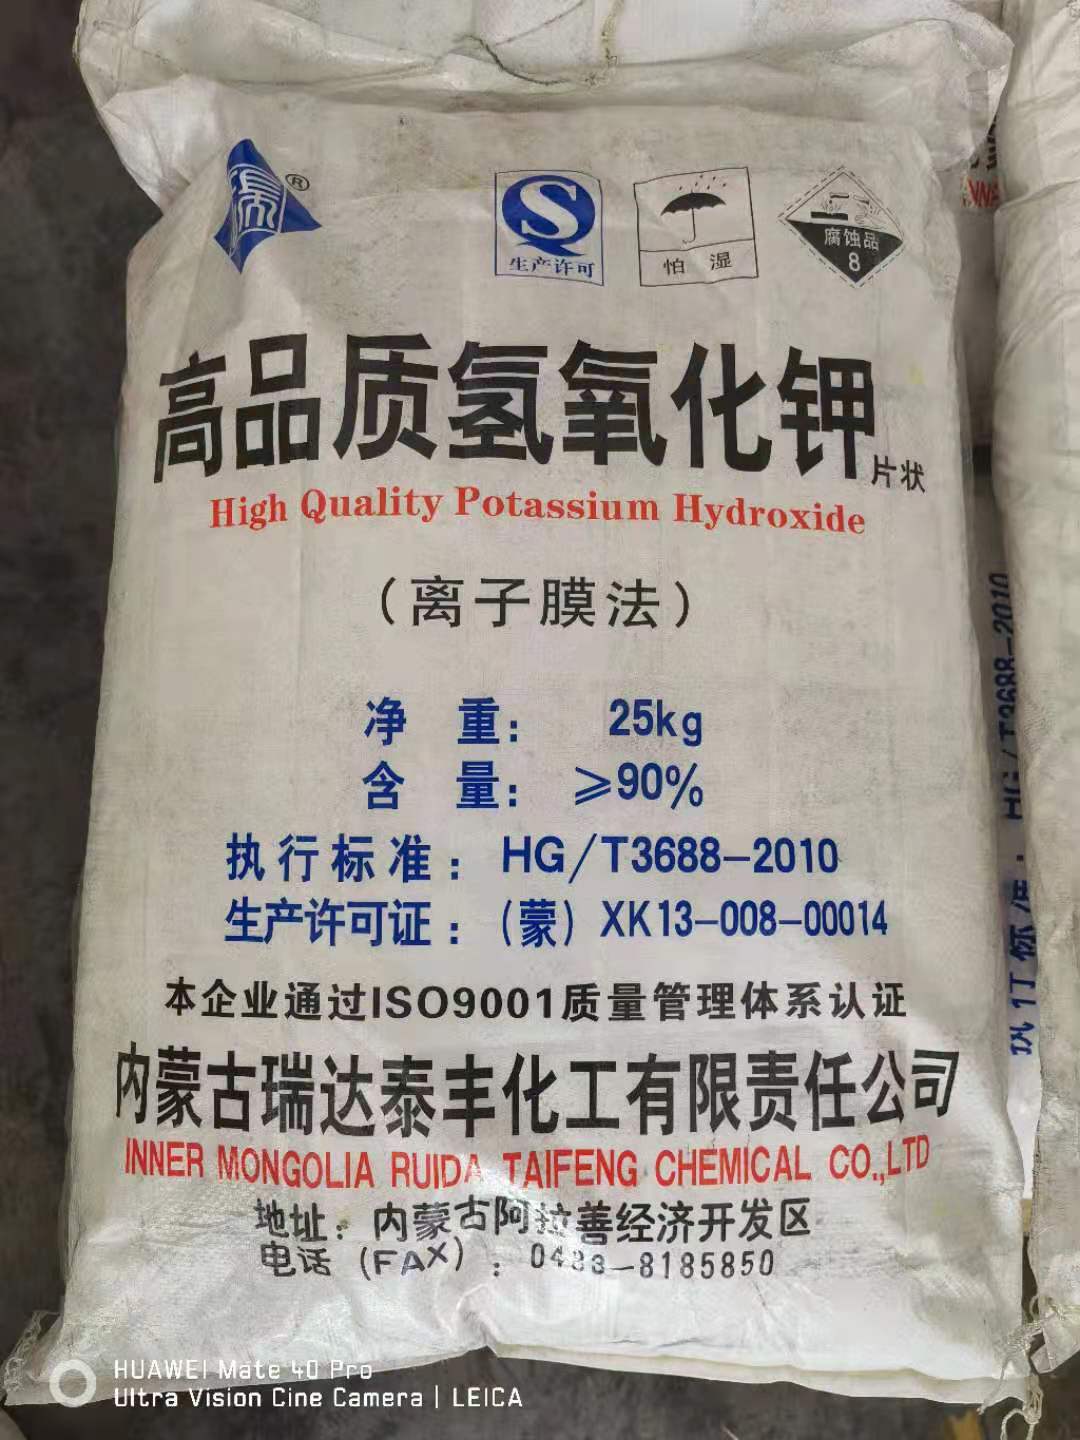 瑞®
S
生产许可
怕 湿
腐蚀品
8
高品质氢氧化钾 片状
High Quality Potassium Hydroxide
(离子膜法)
净 重: 25kg
含 量: ≥90%
执行标准: HG/T3688-2010
生产许可证: (蒙) XK13-008-00014
本企业通过ISO9001质量管理体系认证
内蒙古瑞达泰丰化工有限责任公司
INNER MONGOLIA RUIDA TAIFENG CHEMICAL CO.,LTD
地址: 内蒙古阿拉善经济开发区
电话 (FAX): 0483-8185850
HG/T3688-2010
HUAWEI Mate 40 Pro
Ultra Vision Cine Camera | LEICA